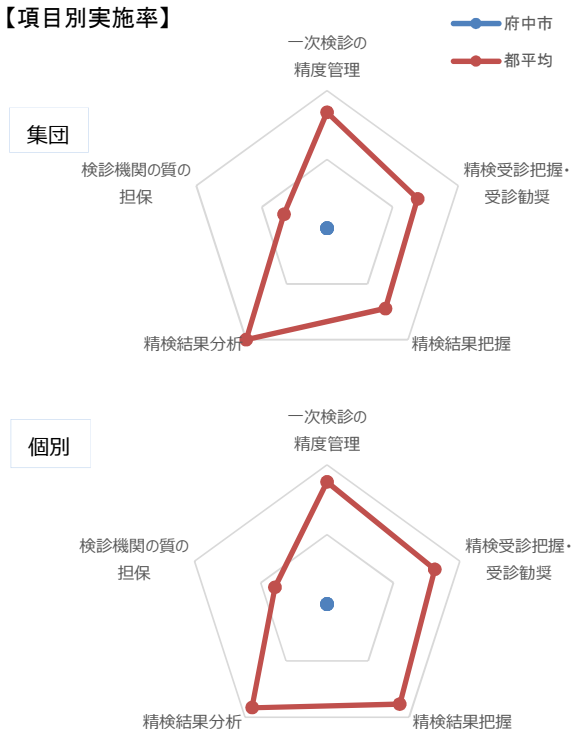 【項目別実施率】
府中市
都平均
集団
一次検診の
精度管理
精検受診把握・
受診勧奨
精検結果把握
精検結果分析
検診機関の質の
担保
個別
一次検診の
精度管理
精検受診把握・
受診勧奨
精検結果把握
精検結果分析
検診機関の質の
担保